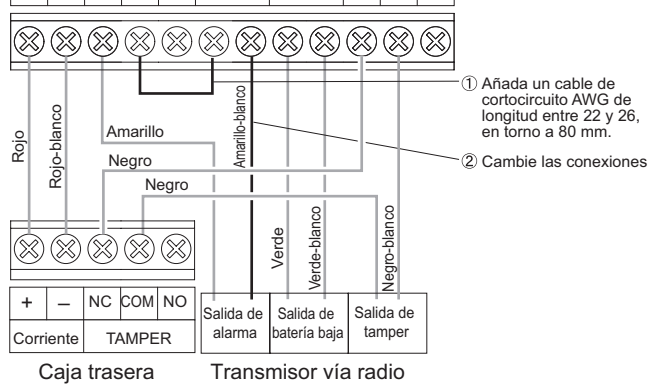 ① Añada un cable de
cortocircuito AWG de
longitud entre 22 y 26,
en torno a 80 mm.
② Cambie las conexiones
Rojo
Rojo-blanco
Amarillo
Amarillo-blanco
Negro
Negro
Verde
Verde-blanco
Negro-blanco
+ – NC COM NO
Corriente TAMPER
Caja trasera
Salida de
alarma
Salida de
batería baja
Salida de
tamper
Transmisor vía radio